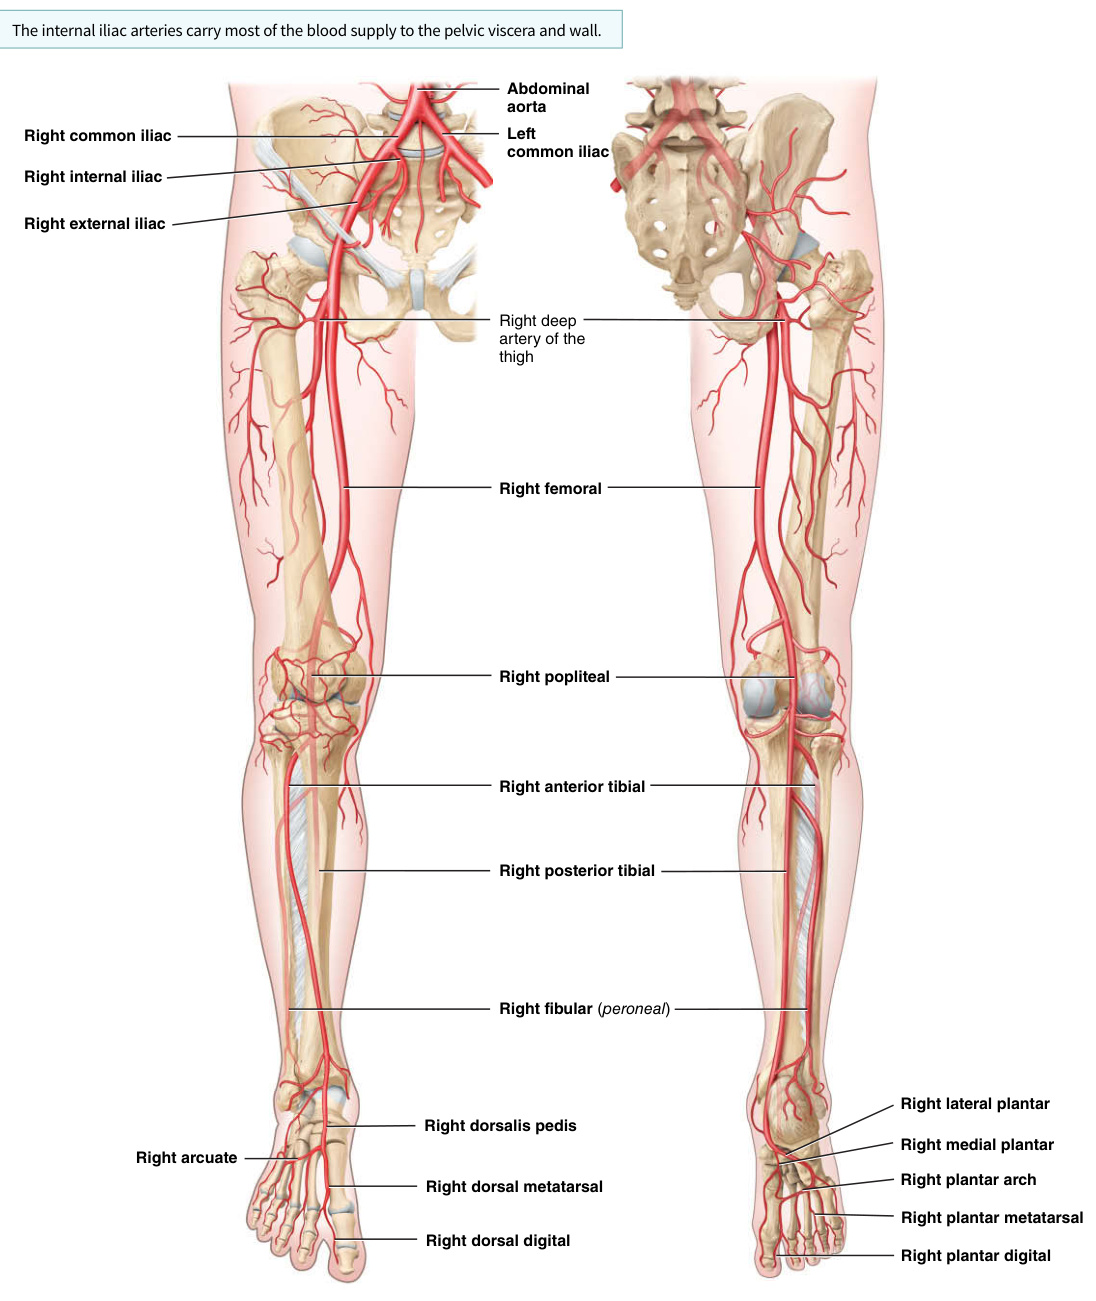 The internal iliac arteries carry most of the blood supply to the pelvic viscera and wall.
Abdominal
aorta
Right common iliac
Left
common iliac
Right internal iliac
Right external iliac
Right deep
artery of the
thigh
Right femoral
Right popliteal
Right anterior tibial
Right posterior tibial
Right fibular (peroneal)
Right lateral plantar
Right dorsalis pedis
Right medial plantar
Right arcuate
Right plantar arch
Right dorsal metatarsal
Right plantar metatarsal
Right dorsal digital
Right plantar digital